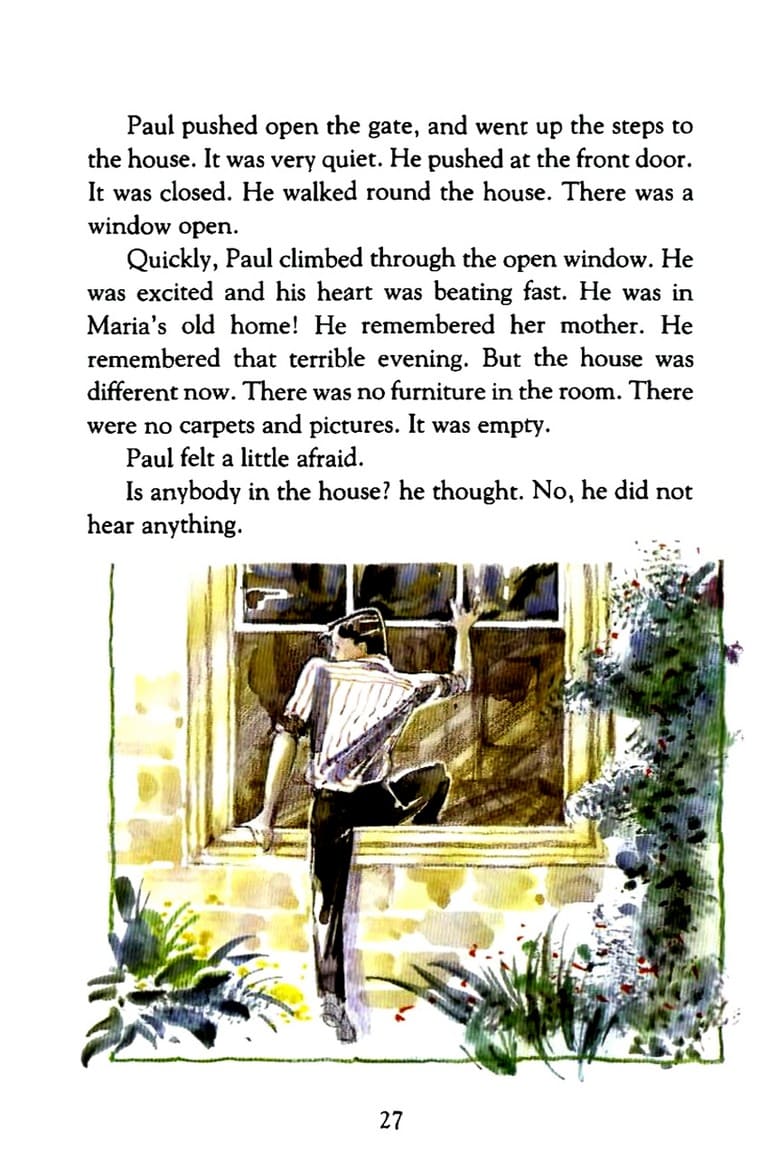 Paul pushed open the gate, and went up the steps to
the house. It was very quiet. He pushed at the front door.
It was closed. He walked round the house. There was a
window open.
Quickly, Paul climbed through the open window. He
was excited and his heart was beating fast. He was in
Maria's old home! He remembered her mother. He
remembered that terrible evening. But the house was
different now. There was no furniture in the room. There
were no carpets and pictures. It was empty.
Paul felt a little afraid.
Is anybody in the house? he thought. No, he did not
hear anything.
27